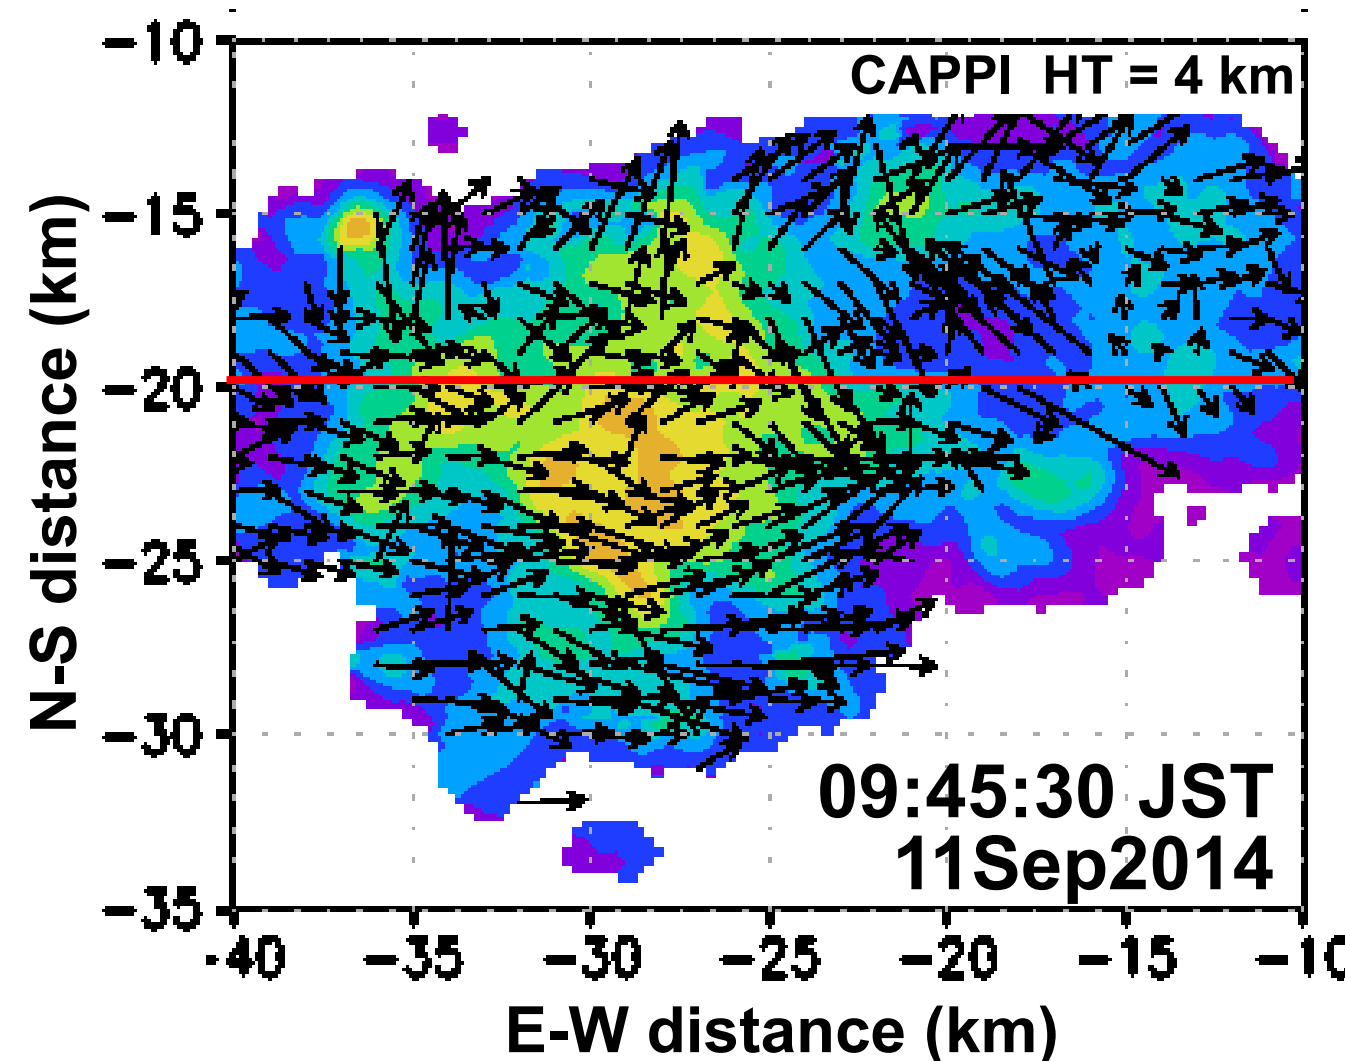 CAPPI HT = 4 km
−10
−15
−20
−25
−30
−35
N-S distance (km)
09:45:30 JST
11Sep2014
-40 −35 −30 −25 −20 −15 −10
E-W distance (km)